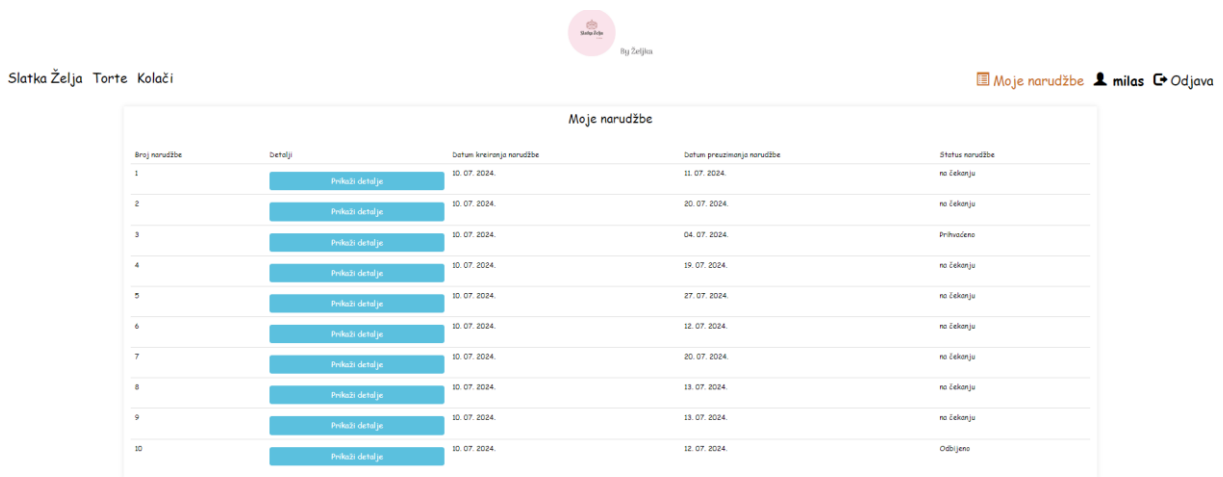 Slatka Želja
By Željka
Slatka Želja Torte Kolači Moje narudžbe milas Odjava
Moje narudžbe
Broj narudžbe Detalji Datum kreiranja narudžbe Datum preuzimanja narudžbe Status narudžbe
1 Prikaži detalje 10. 07. 2024. 11. 07. 2024. na čekanju
2 Prikaži detalje 10. 07. 2024. 20. 07. 2024. na čekanju
3 Prikaži detalje 10. 07. 2024. 04. 07. 2024. Prihvaćeno
4 Prikaži detalje 10. 07. 2024. 19. 07. 2024. na čekanju
5 Prikaži detalje 10. 07. 2024. 27. 07. 2024. na čekanju
6 Prikaži detalje 10. 07. 2024. 12. 07. 2024. na čekanju
7 Prikaži detalje 10. 07. 2024. 20. 07. 2024. na čekanju
8 Prikaži detalje 10. 07. 2024. 13. 07. 2024. na čekanju
9 Prikaži detalje 10. 07. 2024. 13. 07. 2024. na čekanju
10 Prikaži detalje 10. 07. 2024. 12. 07. 2024. Odbijeno